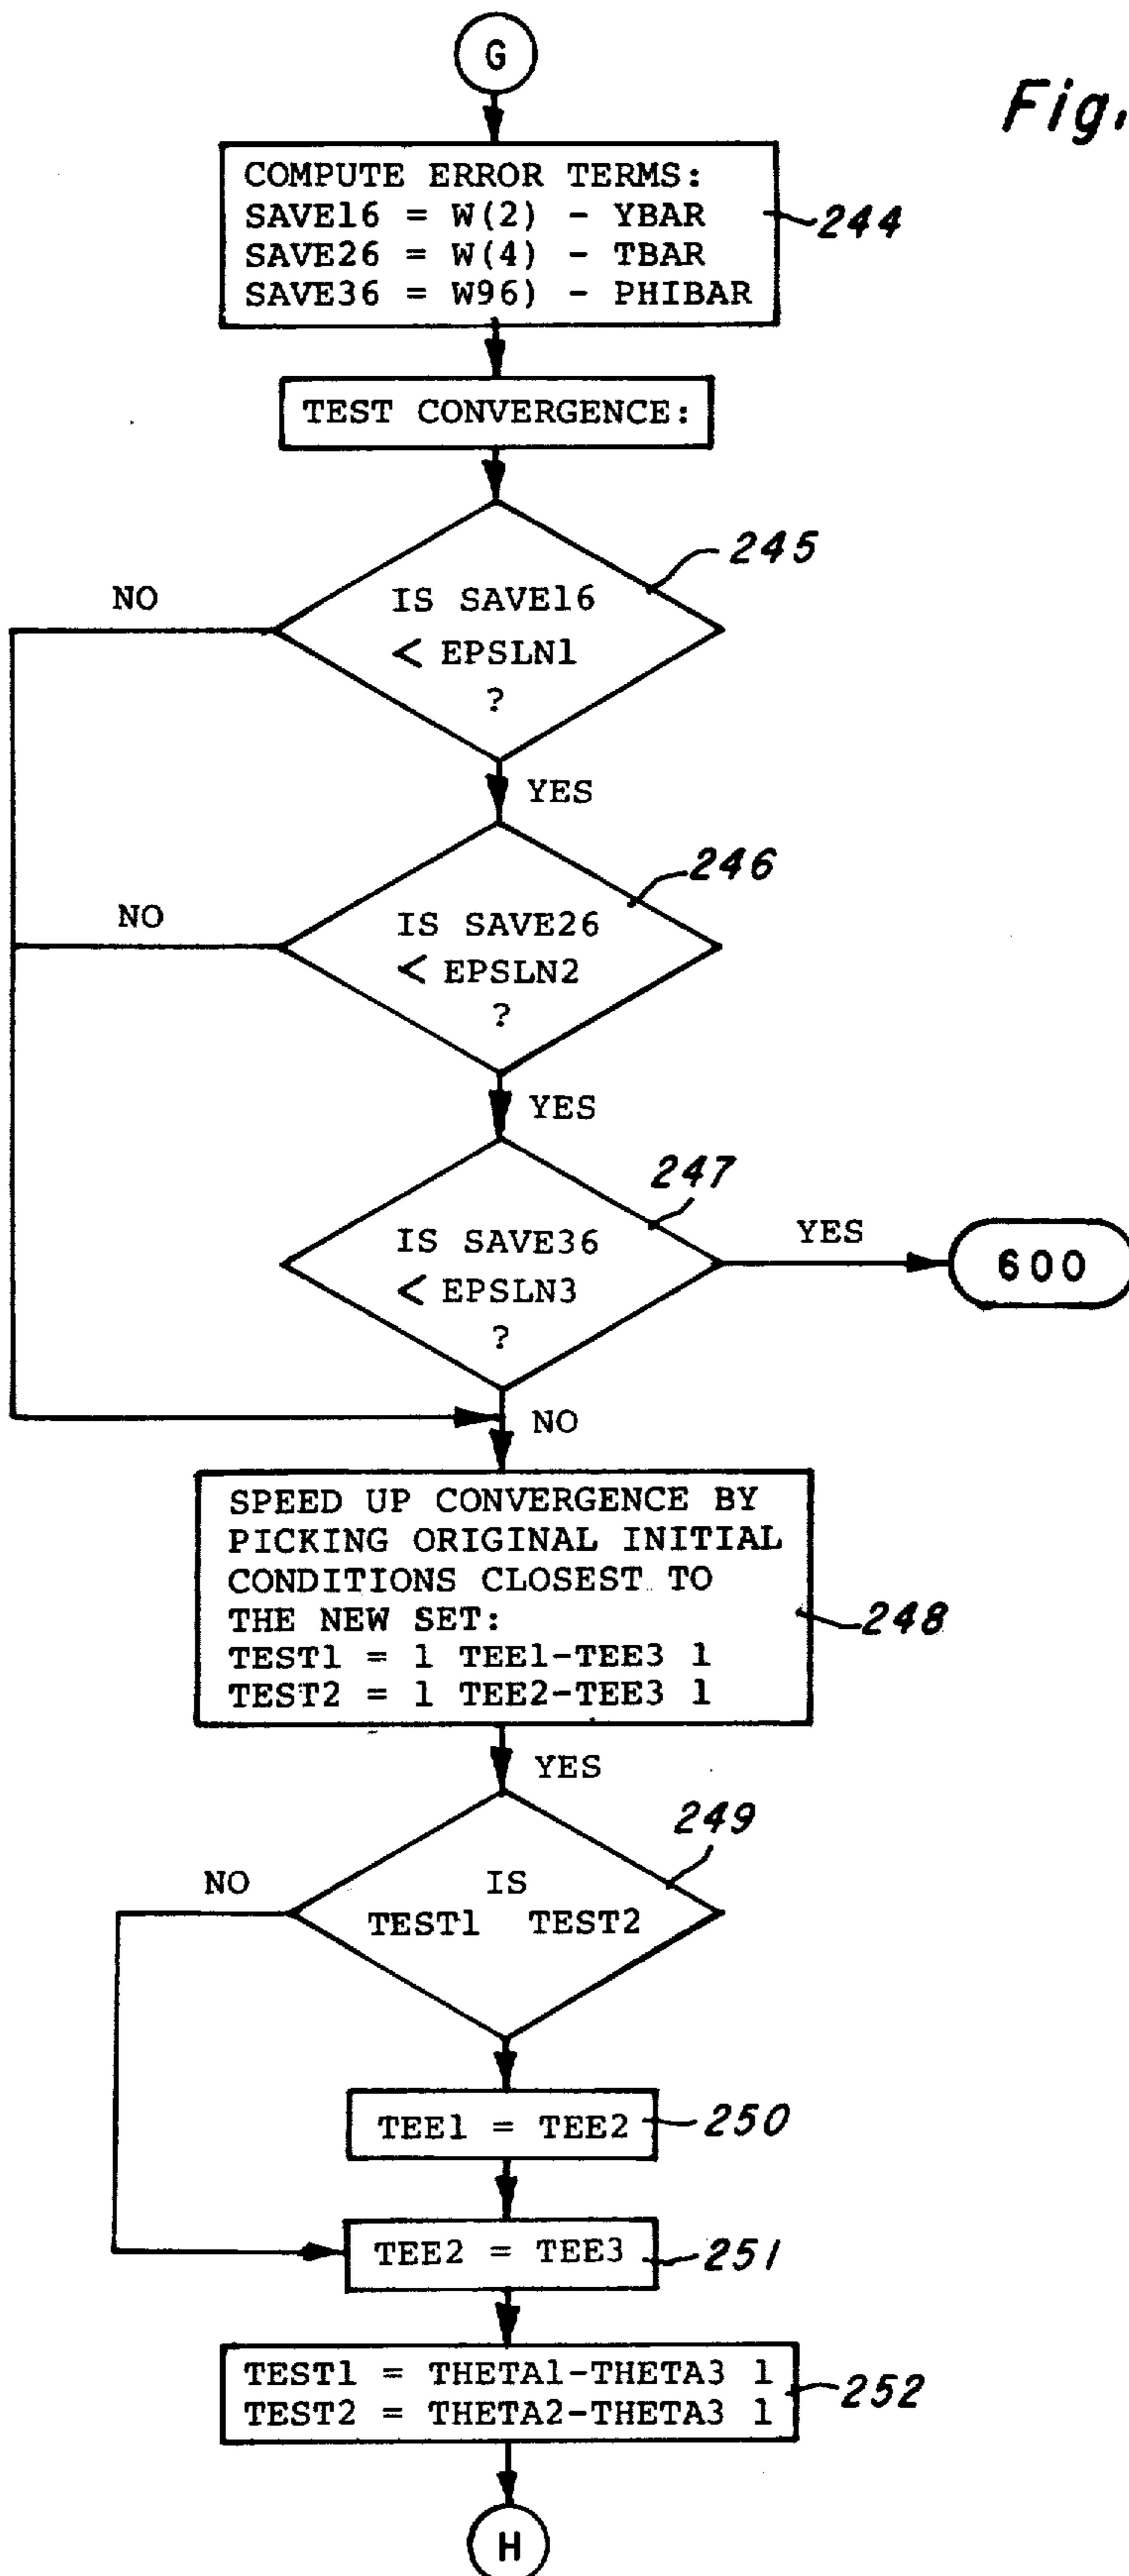 G
Fig.
COMPUTE ERROR TERMS:
SAVE16 = W(2) - YBAR
SAVE26 = W(4) - TBAR
SAVE36 = W96) - PHIBAR
244
TEST CONVERGENCE:
245
NO
IS SAVE16
< EPSLN1
?
YES
246
NO
IS SAVE26
< EPSLN2
?
YES
247
IS SAVE36
< EPSLN3
?
YES
600
NO
SPEED UP CONVERGENCE BY
PICKING ORIGINAL INITIAL
CONDITIONS CLOSEST TO
THE NEW SET:
TEST1 = 1 TEE1-TEE3 1
TEST2 = 1 TEE2-TEE3 1
248
YES
249
NO
IS
TEST1 TEST2
TEE1 = TEE2
250
TEE2 = TEE3
251
TEST1 = THETA1-THETA3 1
TEST2 = THETA2-THETA3 1
252
H